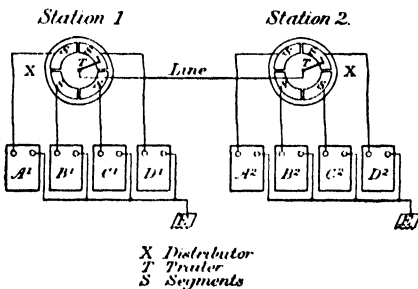 Station 1 Station 2.
X T Line T X
A¹ B¹ C¹ D¹ A² B² C² D²
E E
X Distributor
T Trailer
S Segments